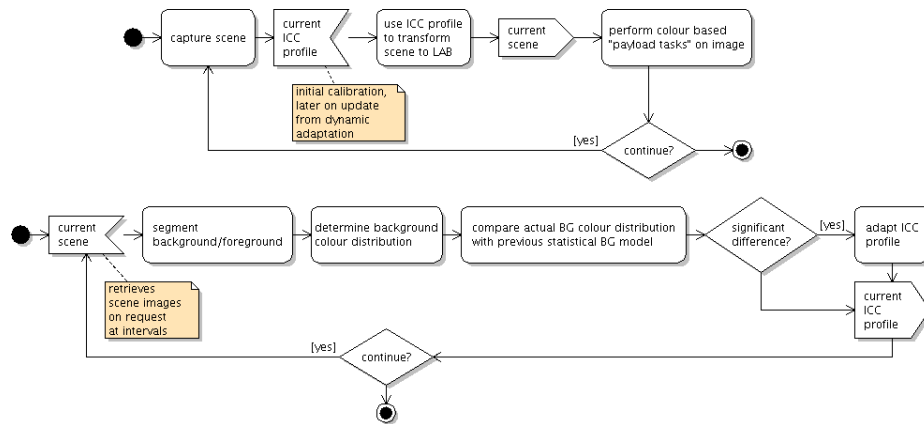 capture scene
current
ICC
profile
use ICC profile
to transform
scene to LAB
current
scene
perform colour based
"payload tasks" on image
initial calibration,
later on update
from dynamic
adaptation
[yes]
continue?
current
scene
segment
background/foreground
determine background
colour distribution
compare actual BG colour distribution
with previous statistical BG model
significant
difference?
[yes]
adapt ICC
profile
retrieves
scene images
on request
at intervals
current
ICC
profile
[yes]
continue?